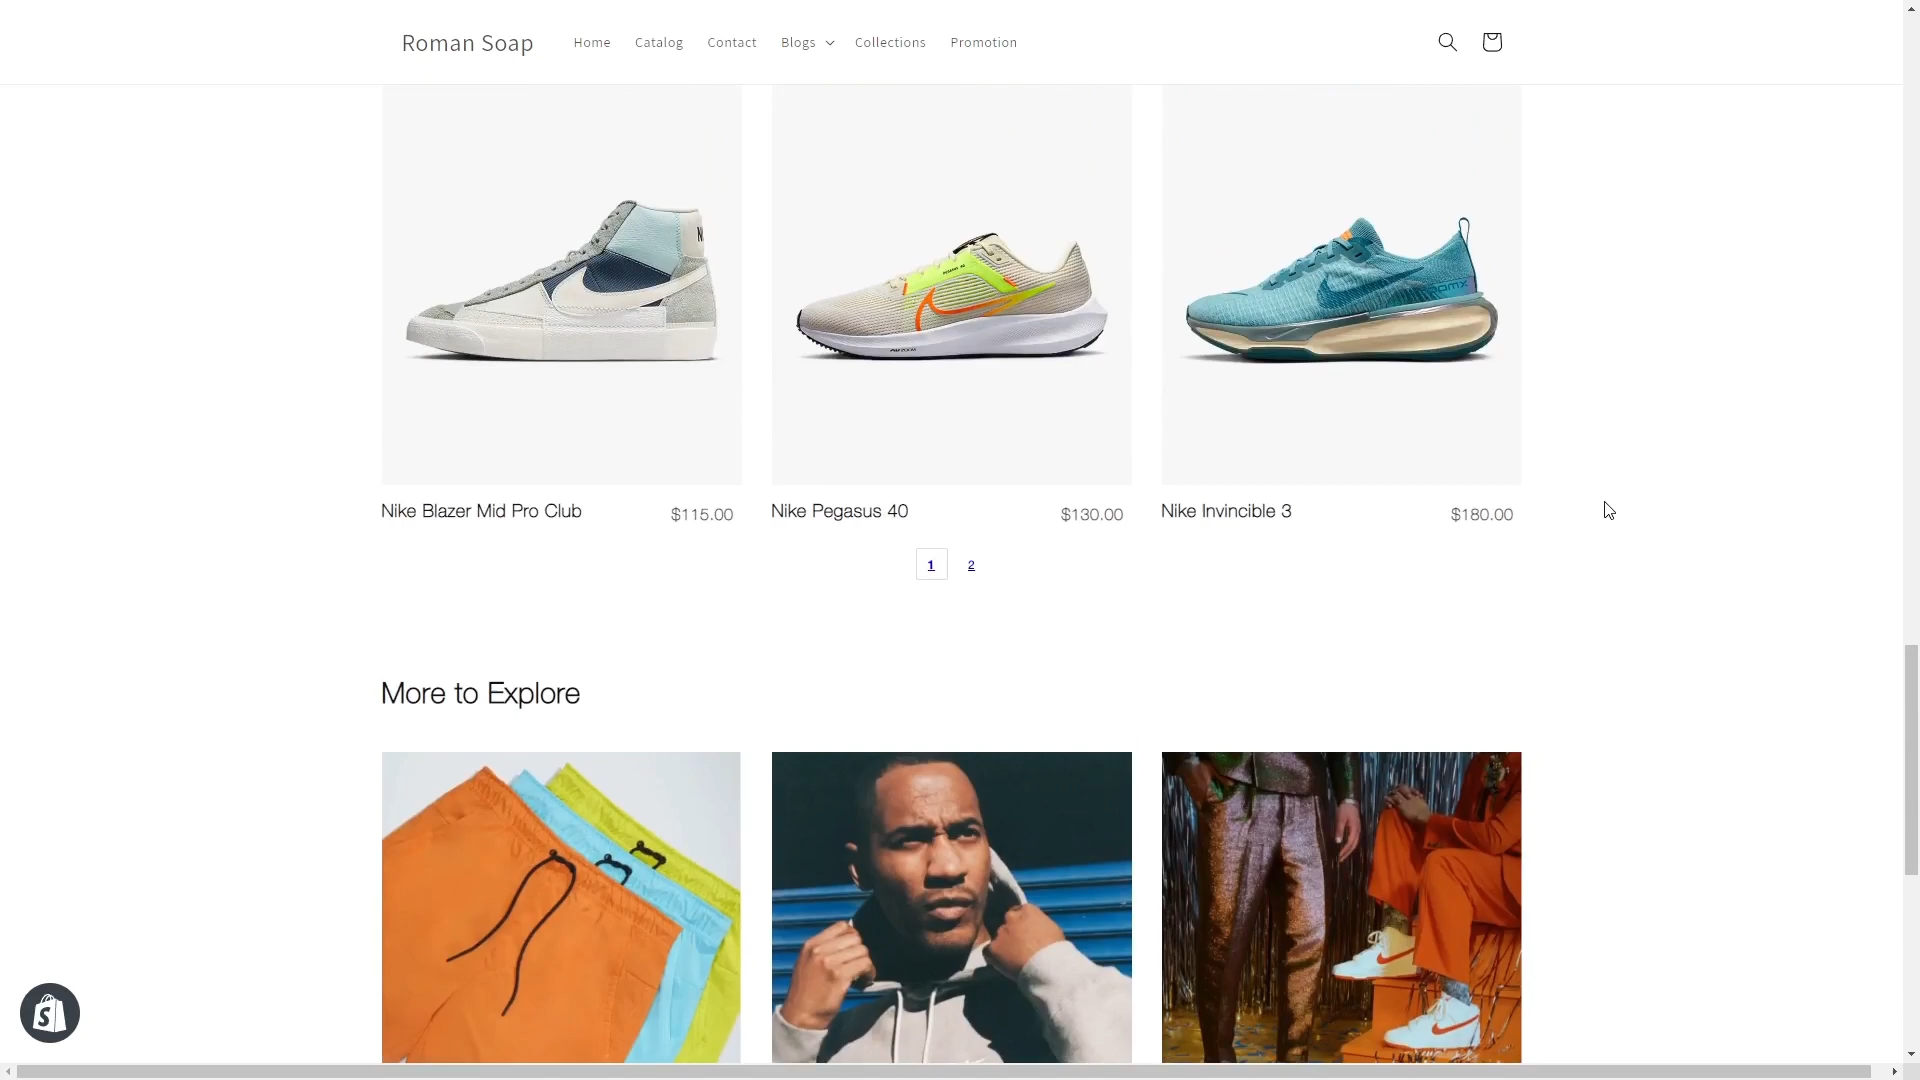 Roman Soap Home Catalog Contact Blogs Collections Promotion
Nike Blazer Mid Pro Club $115.00 Nike Pegasus 40 $130.00 Nike Invincible 3 $180.00
1 2
More to Explore